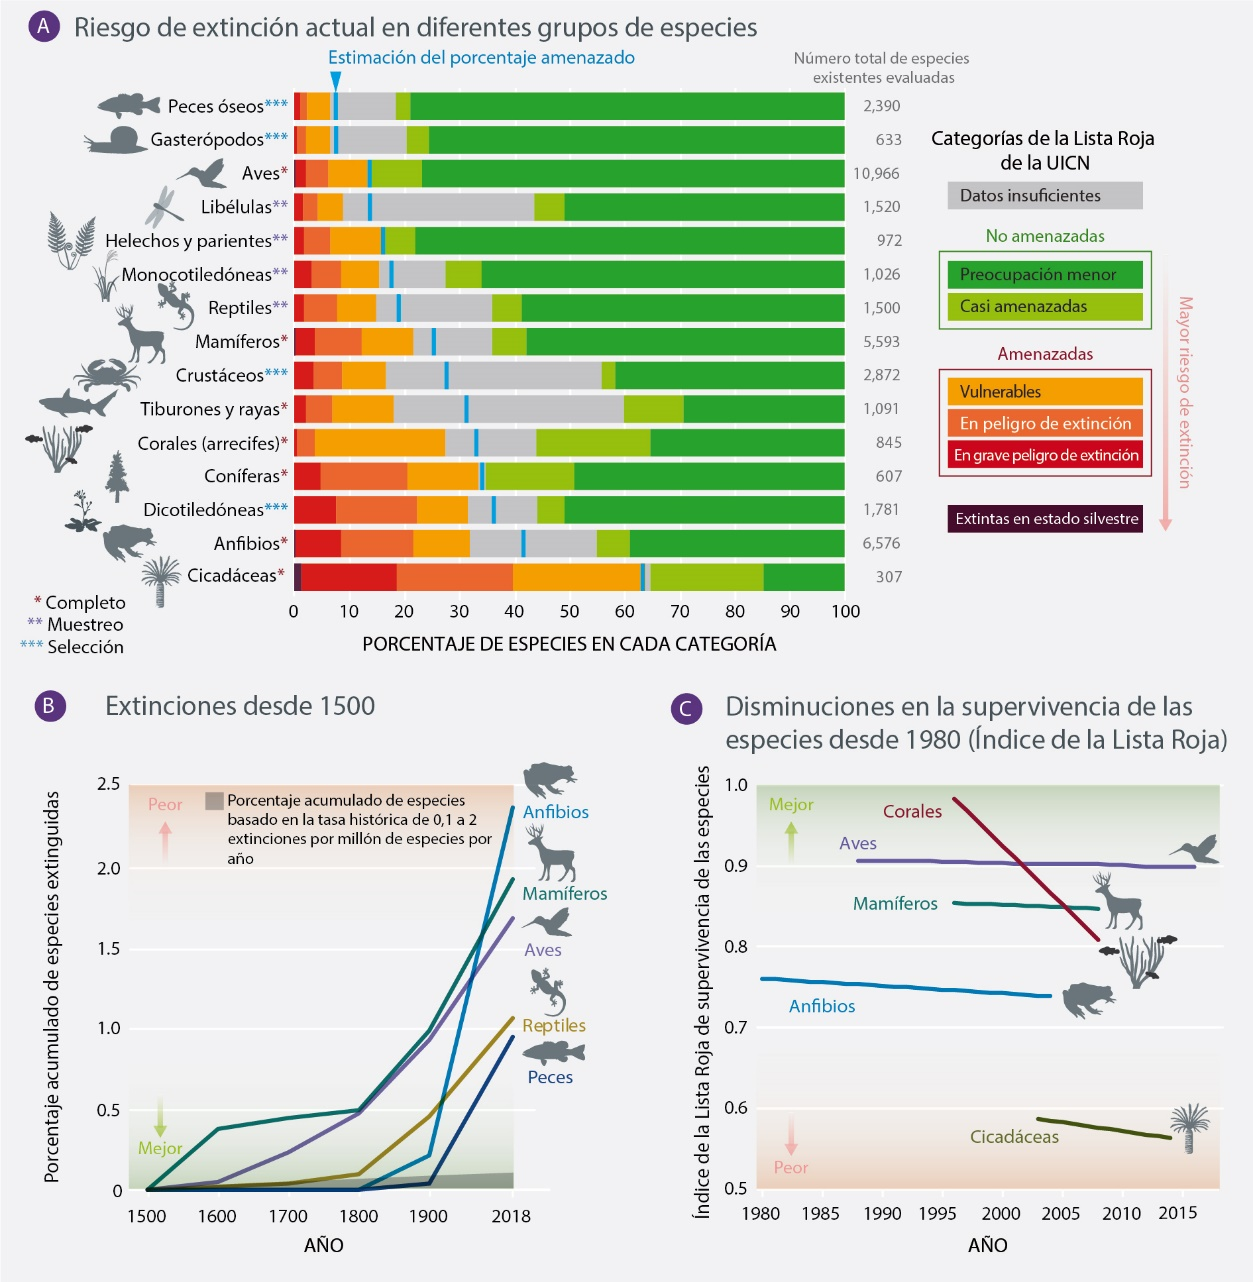 A Riesgo de extinción actual en diferentes grupos de especies
Estimación del porcentaje amenazado
Número total de especies
existentes evaluadas
Peces óseos*** 2,390
Gasterópodos*** 633
Aves* 10,966
Libélulas** 1,520
Helechos y parientes** 972
Monocotiledóneas** 1,026
Reptiles** 1,500
Mamíferos* 5,593
Crustáceos*** 2,872
Tiburones y rayas* 1,091
Corales (arrecifes)* 845
Coníferas* 607
Dicotiledóneas*** 1,781
Anfibios* 6,576
Cicadáceas* 307
0 10 20 30 40 50 60 70 80 90 100
PORCENTAJE DE ESPECIES EN CADA CATEGORÍA
* Completo
** Muestreo
*** Selección
Categorías de la Lista Roja
de la UICN
Datos insuficientes
No amenazadas
Preocupación menor
Casi amenazadas
Amenazadas
Vulnerables
En peligro de extinción
En grave peligro de extinción
Extintas en estado silvestre
Mayor riesgo de extinción
B Extinciones desde 1500
Porcentaje acumulado de especies extinguidas
2.5
2.0
1.5
1.0
0.5
0
Peor
Porcentaje acumulado de especies
basado en la tasa histórica de 0,1 a 2
extinciones por millón de especies por
año
Anfibios
Mamíferos
Aves
Reptiles
Peces
Mejor
1500 1600 1700 1800 1900 2018
AÑO
C Disminuciones en la supervivencia de las
especies desde 1980 (Índice de la Lista Roja)
Índice de la Lista Roja de supervivencia de las especies
1.0
0.9
0.8
0.7
0.6
0.5
Mejor
Corales
Aves
Mamíferos
Anfibios
Cicadáceas
Peor
1980 1985 1990 1995 2000 2005 2010 2015
AÑO